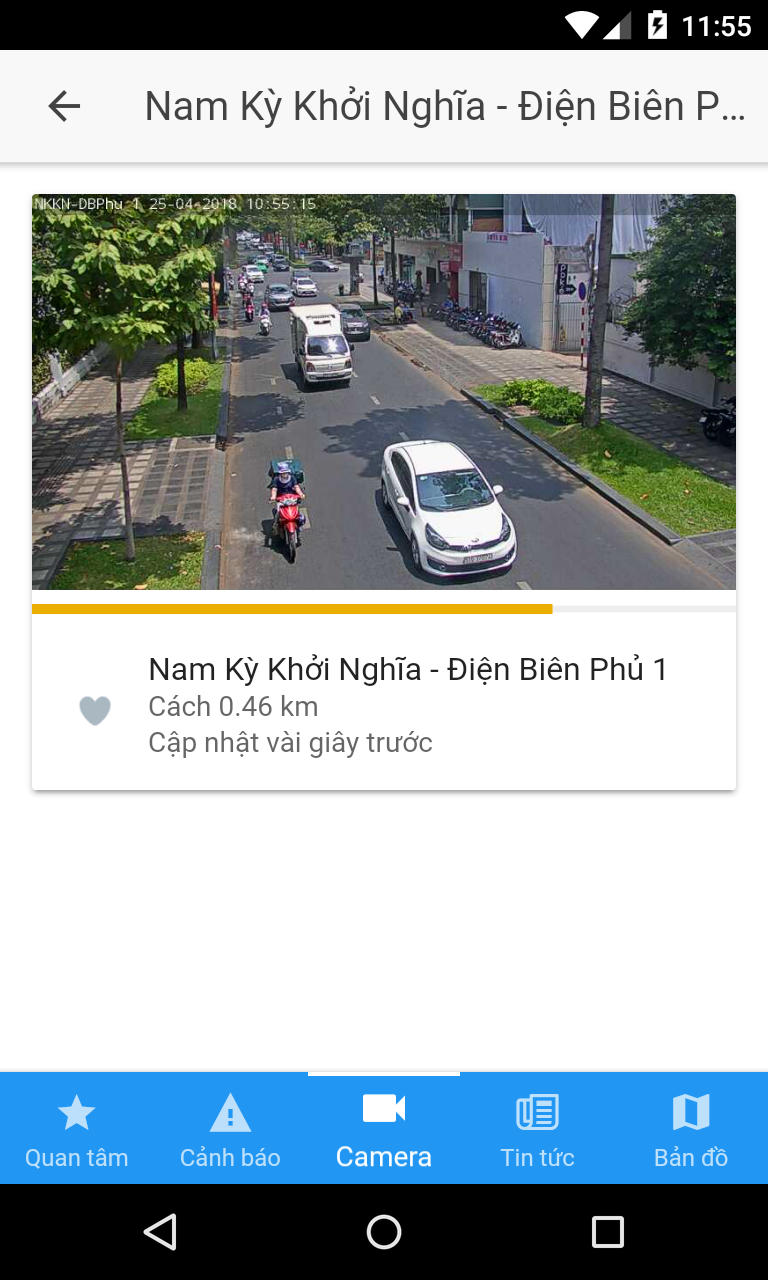 11:55
Nam Kỳ Khởi Nghĩa - Điện Biên P...
NKKN-DBPhu 1 25-04-2018 10:55:15
Nam Kỳ Khởi Nghĩa - Điện Biên Phủ 1
Cách 0.46 km
Cập nhật vài giây trước
Quan tâm
Cảnh báo
Camera
Tin tức
Bản đồ